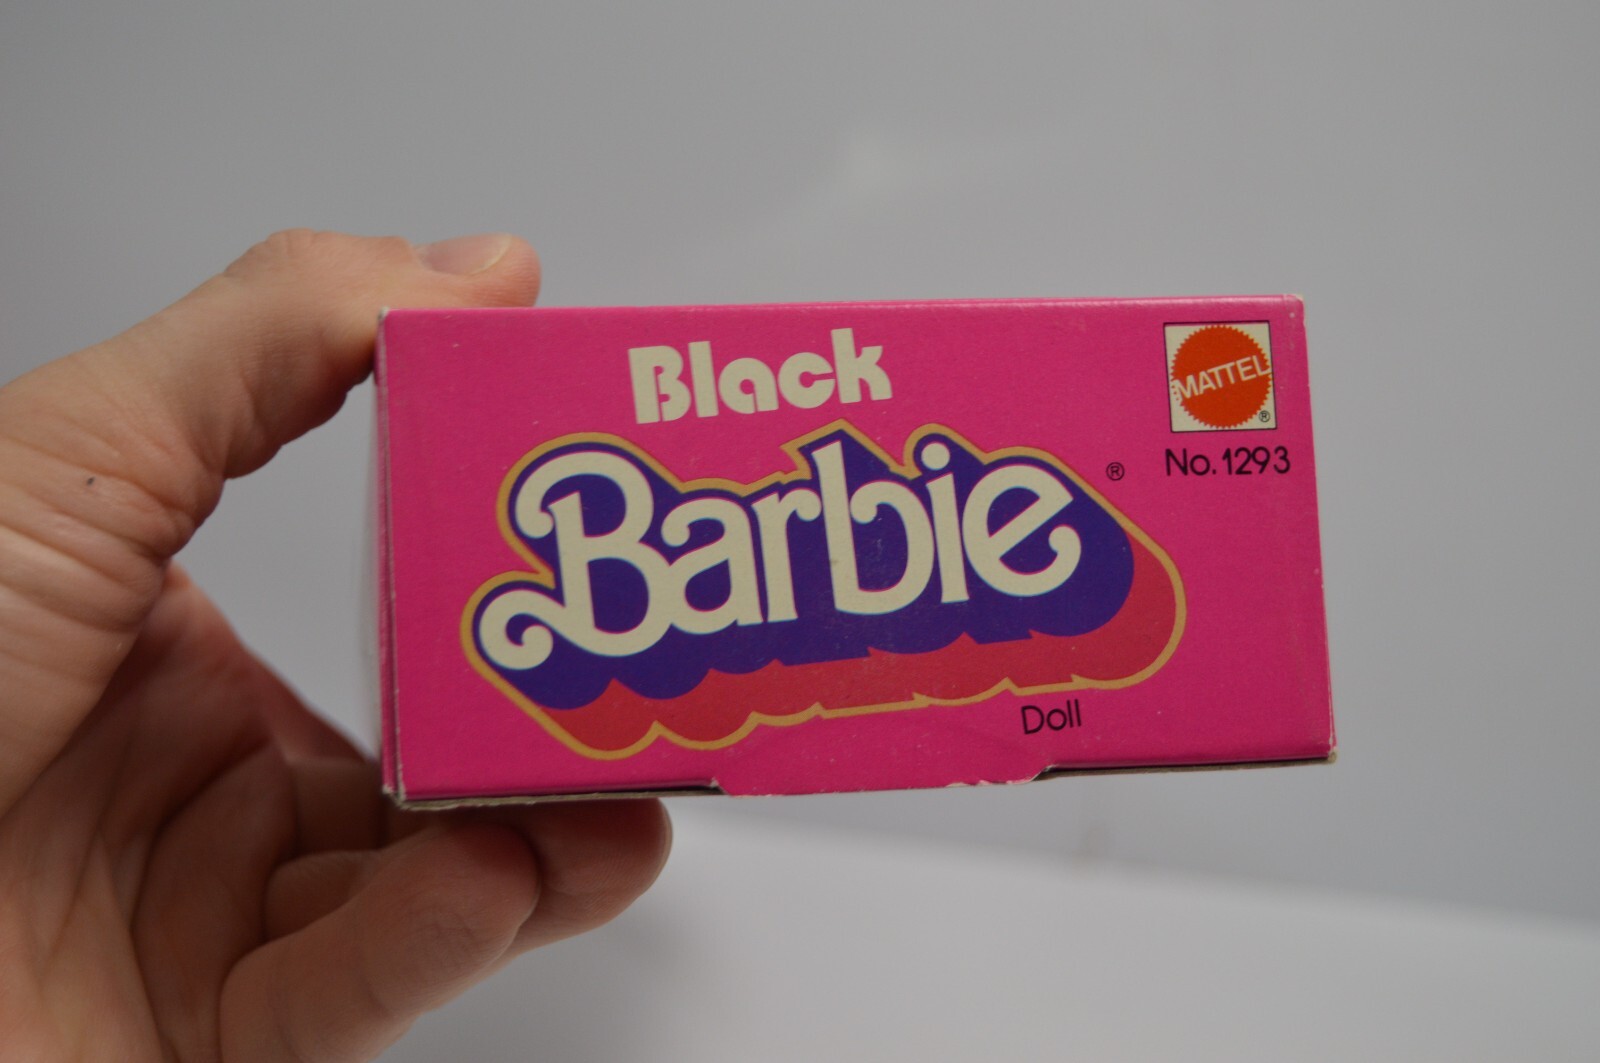 Black
Barbie®
MATTEL
®
No. 1293
Doll